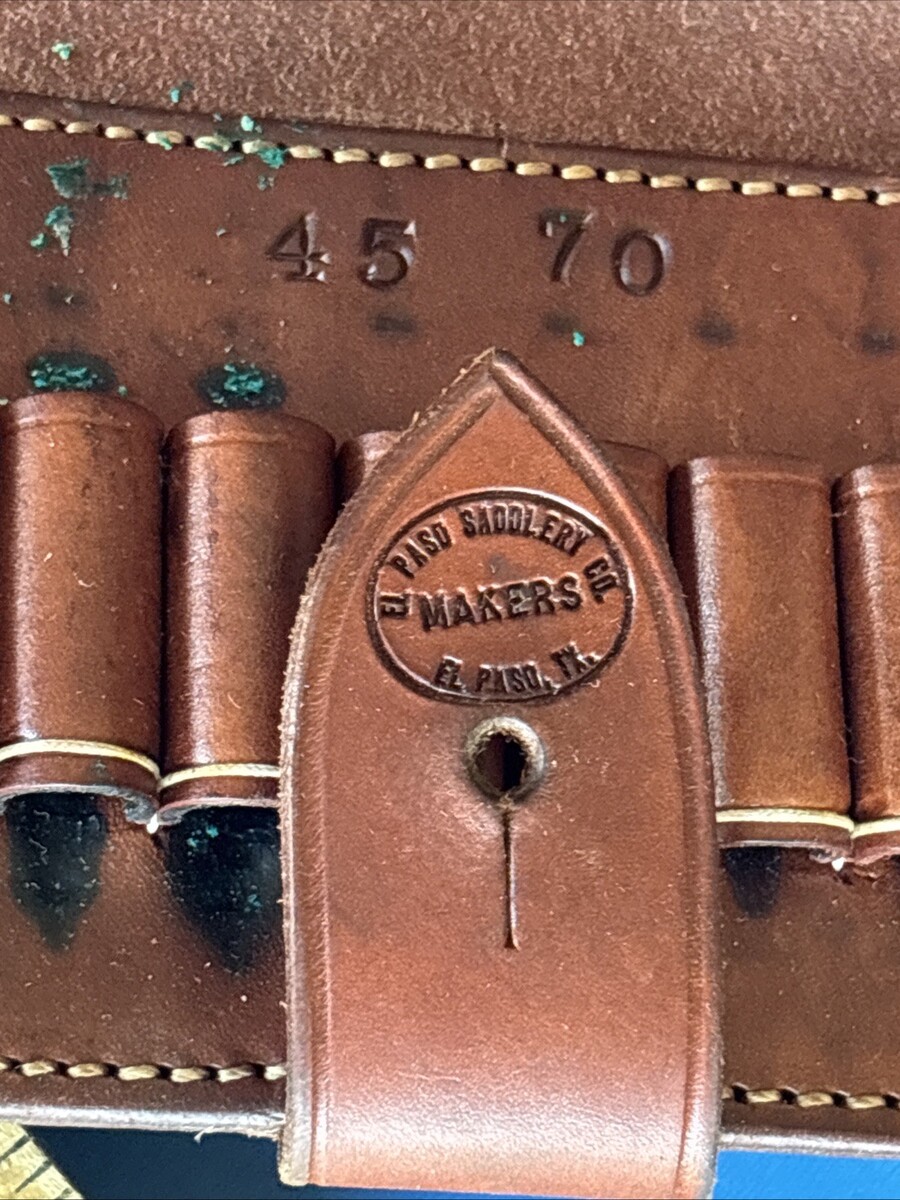 45 70
EL PASO SADDLERY CO.
MAKERS
EL PASO, TX.